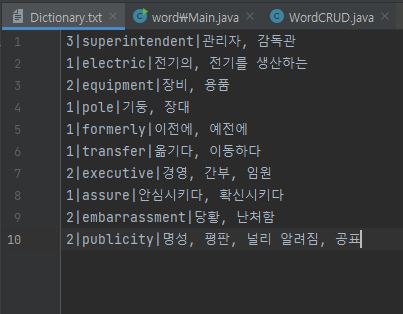 Dictionary.txt
word₩Main.java
WordCRUD.java
1 3|superintendent|관리자, 감독관
2 1|electric|전기의, 전기를 생산하는
3 2|equipment|장비, 용품
4 1|pole|기둥, 장대
5 1|formerly|이전에, 예전에
6 1|transfer|옮기다, 이동하다
7 2|executive|경영, 간부, 임원
8 1|assure|안심시키다, 확신시키다
9 2|embarrassment|당황, 난처함
10 2|publicity|명성, 평판, 널리 알려짐, 공표